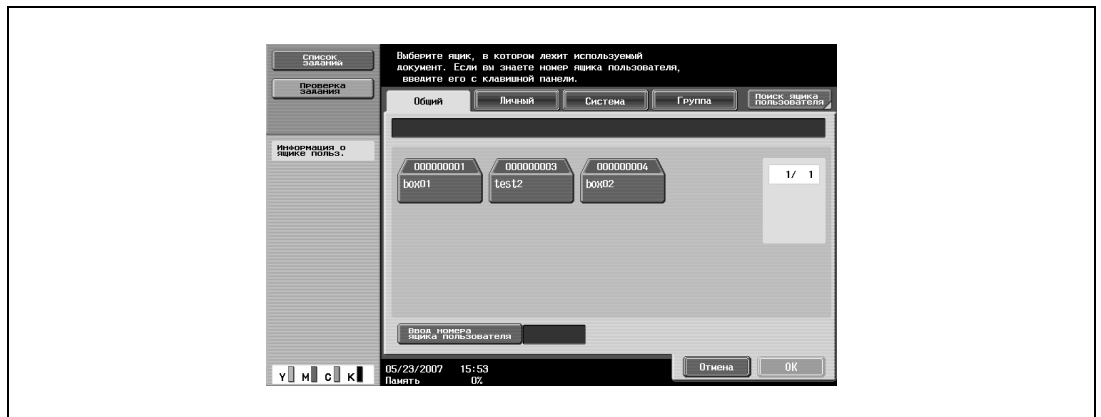 Список
заданий
Проверка
задания
Информация о
ящике польз.
Выберите ящик, в котором лежит используемый
документ. Если вы знаете номер ящика пользователя,
введите его с клавишной панели.
Общий
Личный
Система
Группа
Поиск ящика
пользователя
000000001
box01
000000003
test2
000000004
box02
1/ 1
Ввод номера
ящика пользователя
Y M C K
05/23/2007 15:53
Память 0%
Отмена
OK